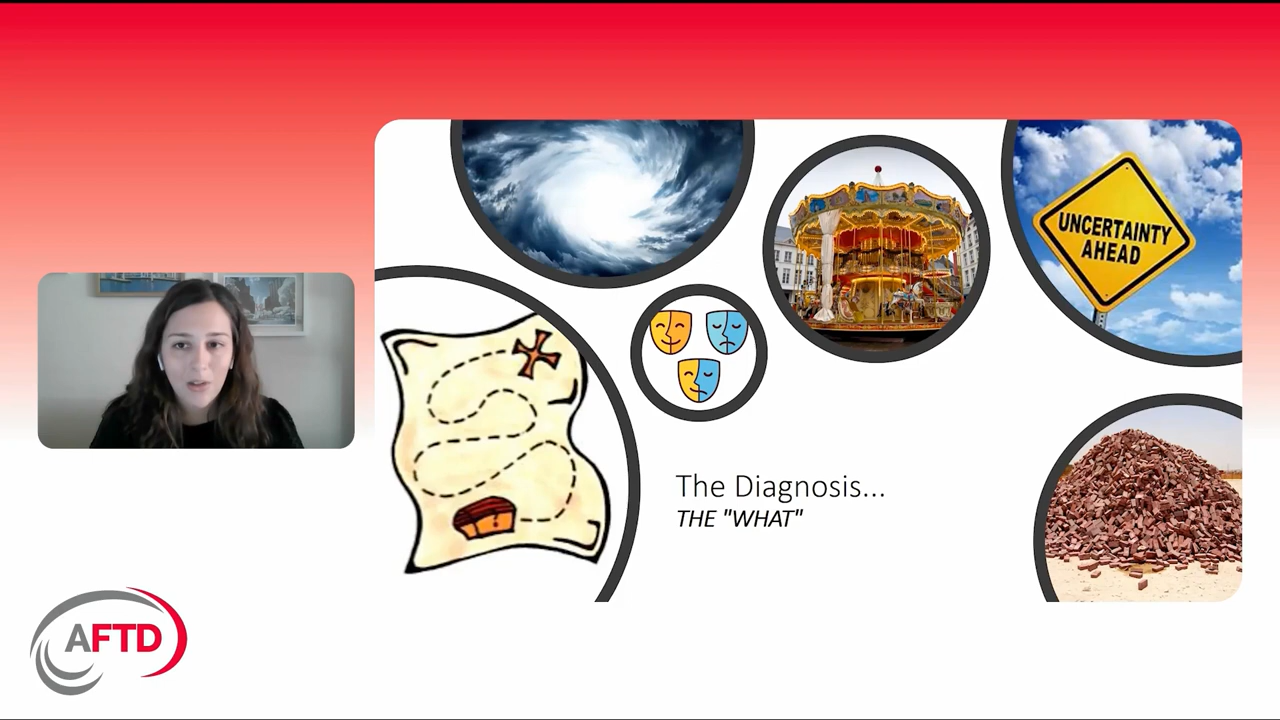 UNCERTAINTY
AHEAD
The Diagnosis...
THE "WHAT"
AFTD